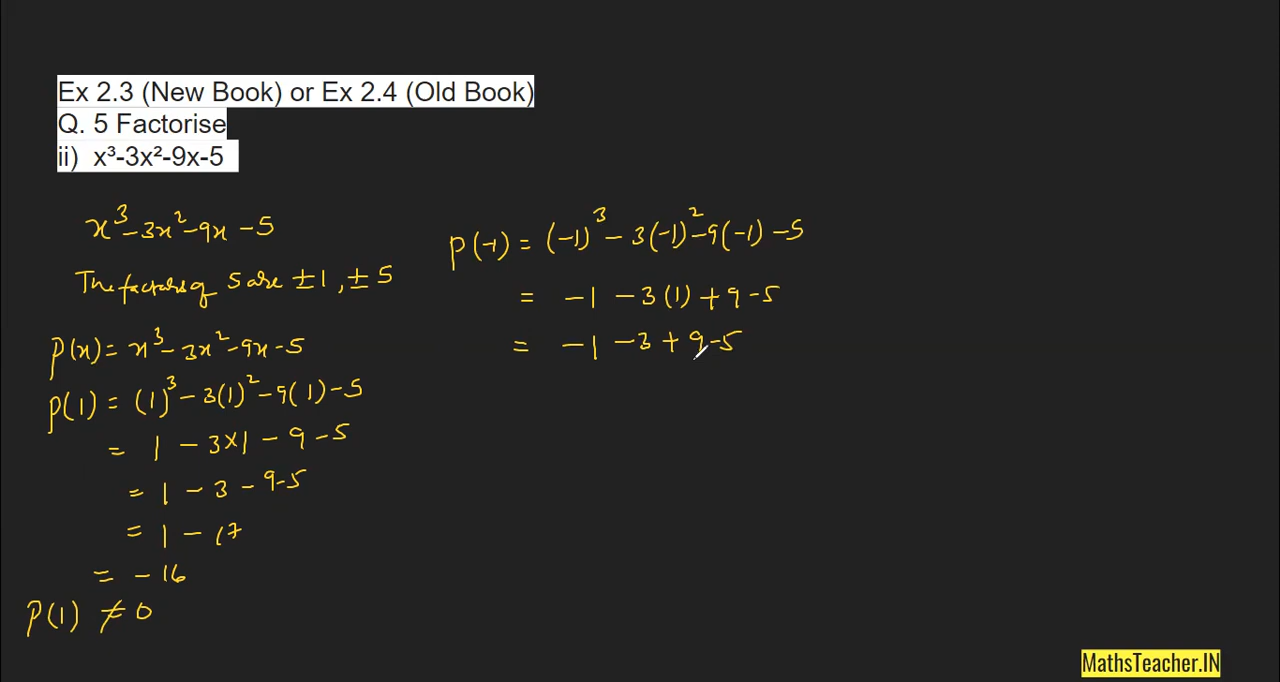 Ex 2.3 (New Book) or Ex 2.4 (Old Book)
Q. 5 Factorise
ii) x³-3x²-9x-5
x³-3x²-9x-5
The factors of 5 are ±1, ±5
p(x) = x³-3x²-9x-5
p(1) = (1)³-3(1)²-9(1)-5
= 1 - 3×1 - 9 - 5
= 1 - 3 - 9-5
= 1 - 17
= -16
p(1) ≠ 0
p(-1) = (-1)³ - 3(-1)² - 9(-1) - 5
= -1 - 3(1) + 9 - 5
= -1 - 3 + 9-5
MathsTeacher.IN